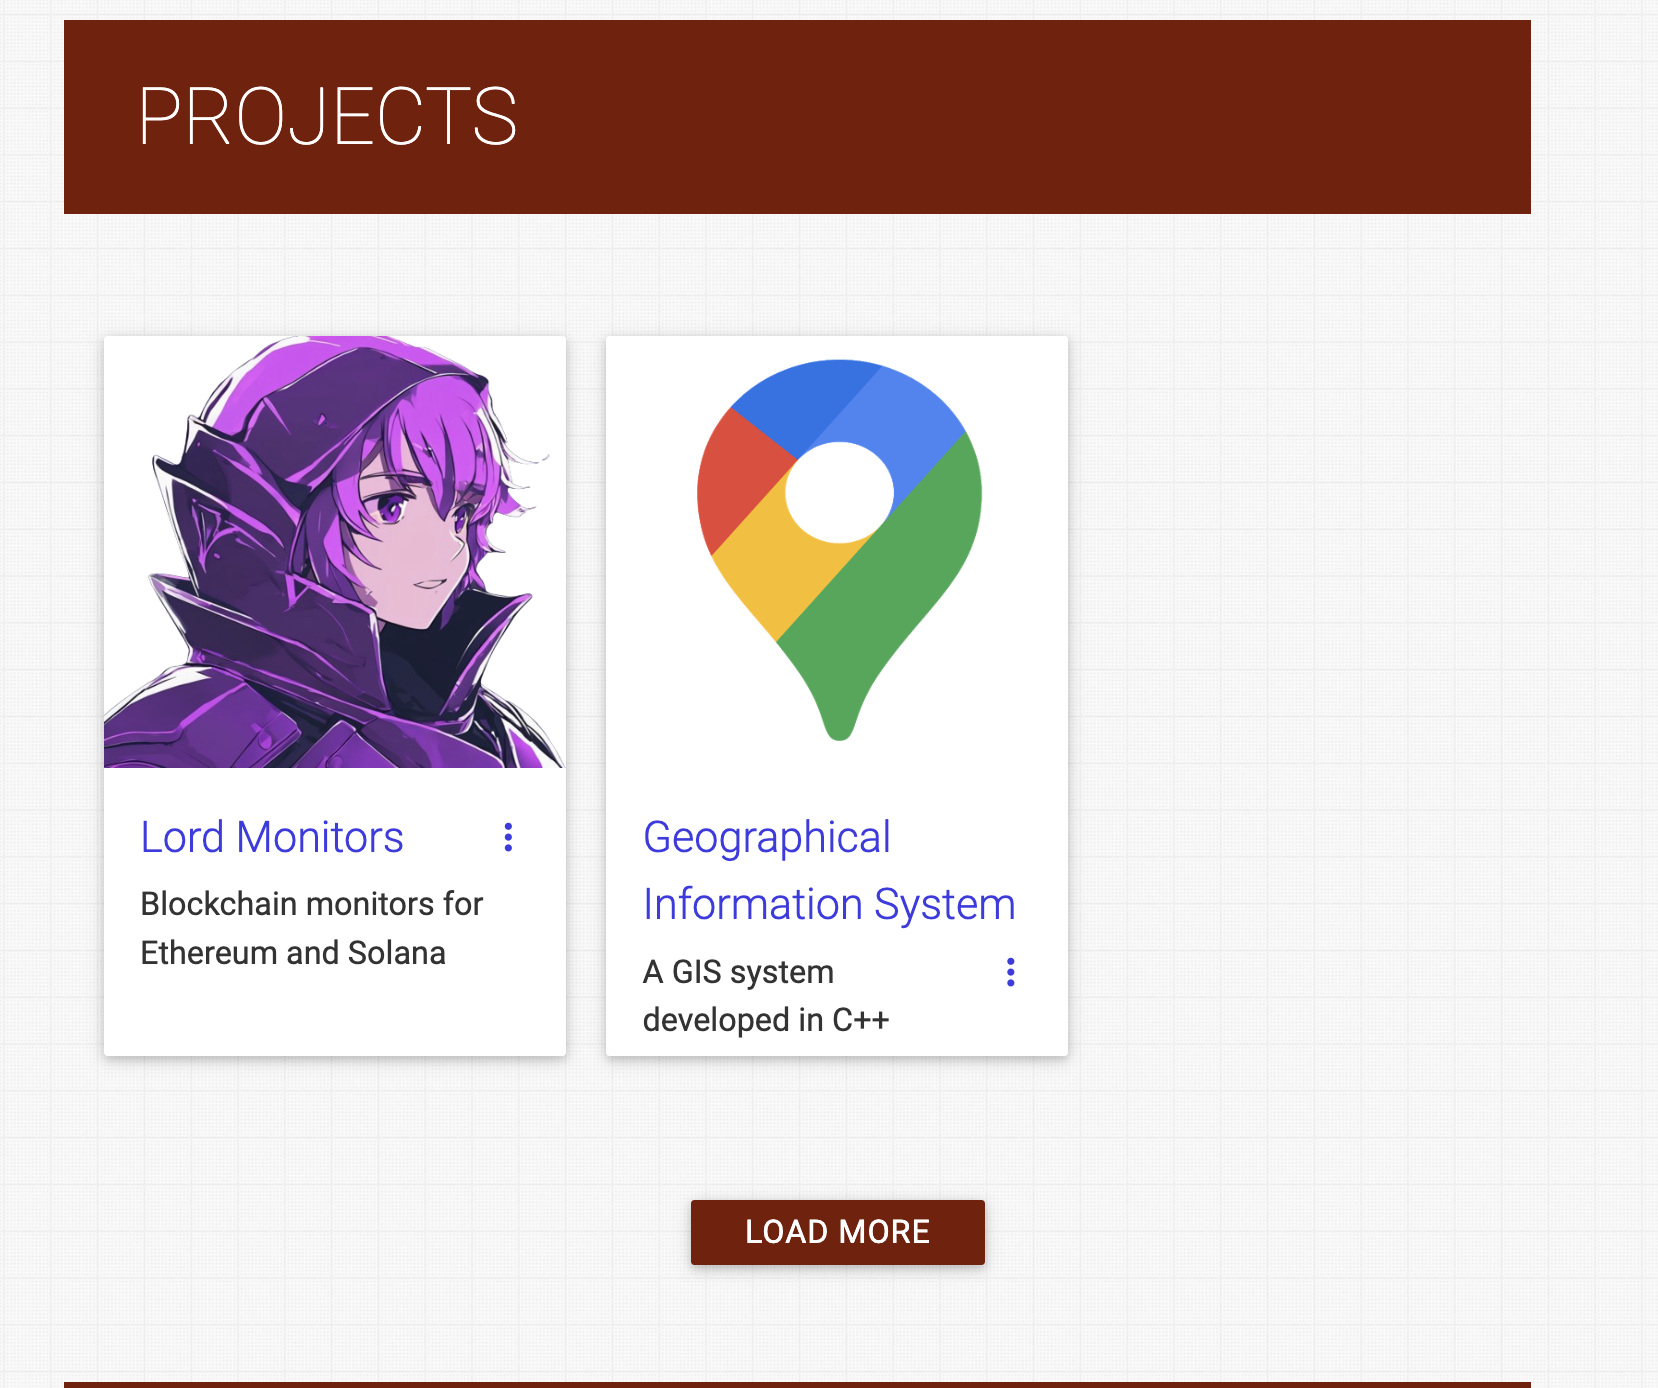 PROJECTS
Lord Monitors
Blockchain monitors for
Ethereum and Solana
Geographical
Information System
A GIS system
developed in C++
LOAD MORE